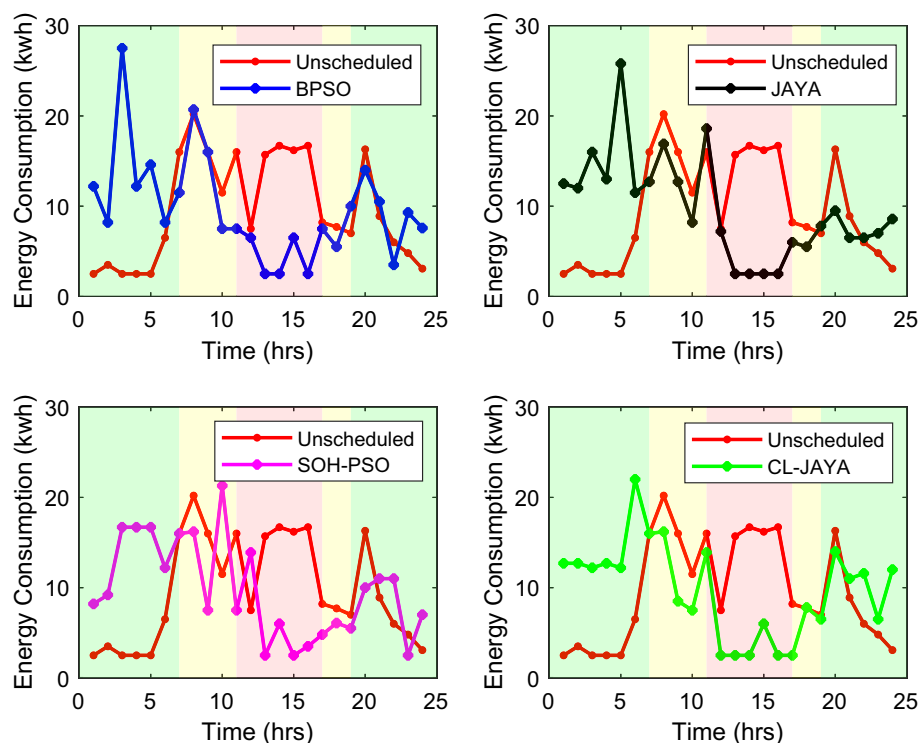 30
20
10
0
0 5 10 15 20 25
Energy Consumption (kwh)
Time (hrs)
Unscheduled
BPSO
30
20
10
0
0 5 10 15 20 25
Energy Consumption (kwh)
Time (hrs)
Unscheduled
JAYA
30
20
10
0
0 5 10 15 20 25
Energy Consumption (kwh)
Time (hrs)
Unscheduled
SOH-PSO
30
20
10
0
0 5 10 15 20 25
Energy Consumption (kwh)
Time (hrs)
Unscheduled
CL-JAYA